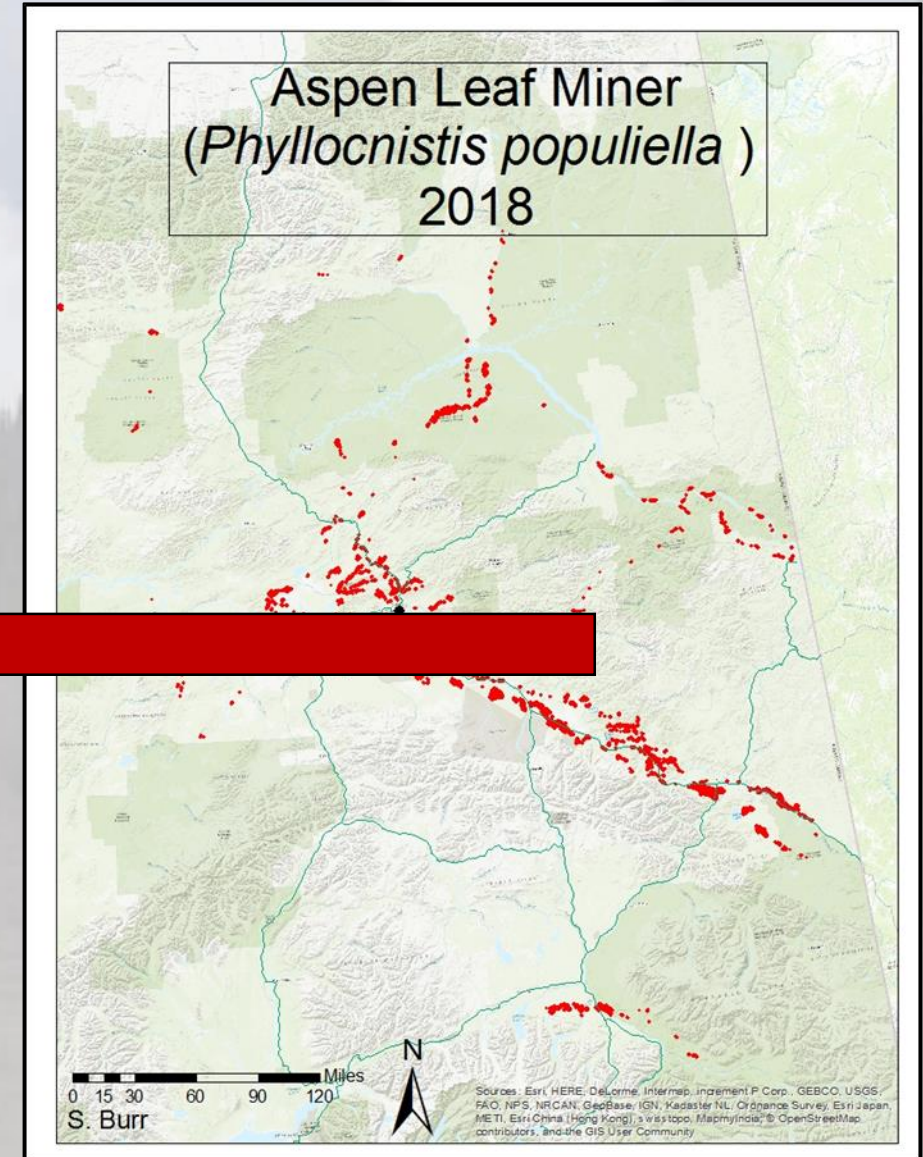 Aspen Leaf Miner
(Phyllocnistis populiella )
2018
N
Miles
0 15 30 60 90 120
S. Burr
Sources: Esri, HERE, DeLorme, Intermap, increment P Corp., GEBCO, USGS,
FAO, NPS, NRCAN, GeoBase, IGN, Kadaster NL, Ordnance Survey, Esri Japan,
METI, Esri China (Hong Kong), swisstopo, MapmyIndia, © OpenStreetMap
contributors, and the GIS User Community